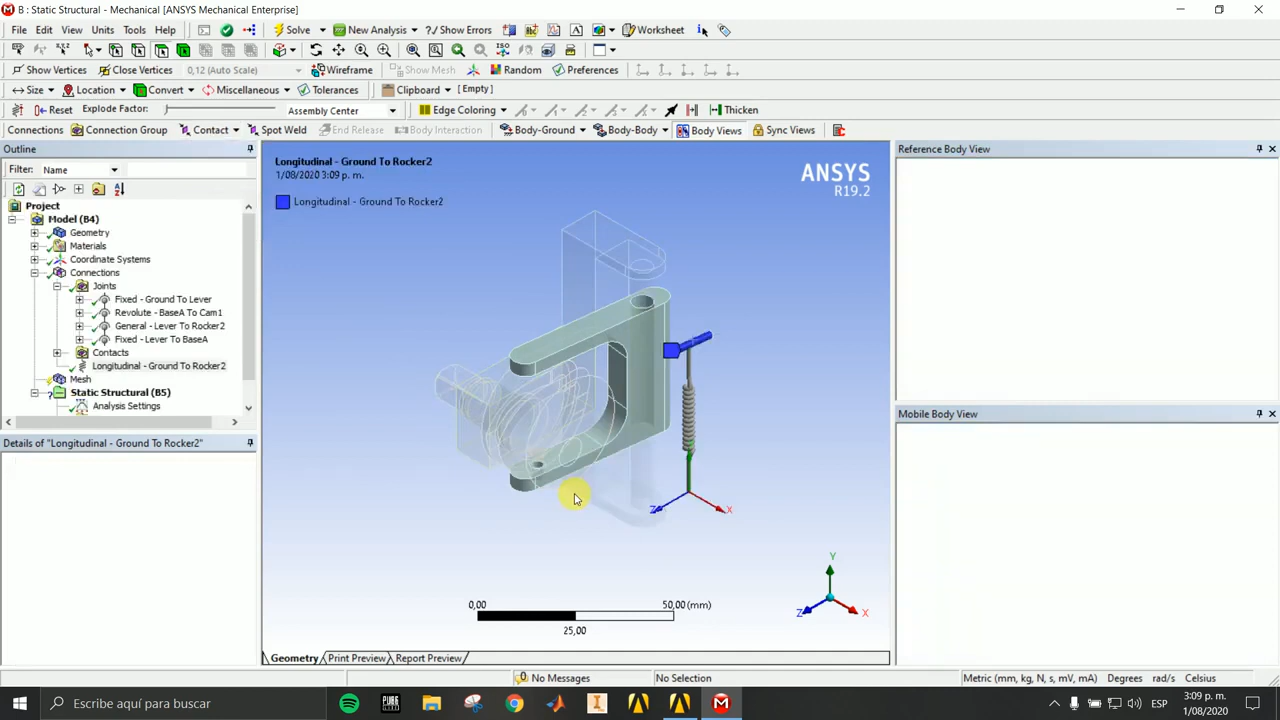 B : Static Structural - Mechanical [ANSYS Mechanical Enterprise]
File Edit View Units Tools Help Solve New Analysis Show Errors Worksheet
Show Vertices Close Vertices 0,12 (Auto Scale) Wireframe Show Mesh Random Preferences
Size Location Convert Miscellaneous Tolerances Clipboard [ Empty ]
Reset Explode Factor: Assembly Center Edge Coloring Thicken
Connections Connection Group Contact Spot Weld End Release Body Interaction Body-Ground Body-Body Body Views Sync Views
Outline
Filter: Name
Project
Model (B4)
Geometry
Materials
Coordinate Systems
Connections
Joints
Fixed - Ground To Lever
Revolute - BaseA To Cam1
General - Lever To Rocker2
Fixed - Lever To BaseA
Contacts
Longitudinal - Ground To Rocker2
Mesh
Static Structural (B5)
Analysis Settings
Details of "Longitudinal - Ground To Rocker2"
Longitudinal - Ground To Rocker2
1/08/2020 3:09 p. m.
Longitudinal - Ground To Rocker2
ANSYS
R19.2
Z
X
Y
Z
X
0,00
50,00 (mm)
25,00
Geometry Print Preview Report Preview
Reference Body View
Mobile Body View
0 No Messages No Selection Metric (mm, kg, N, s, mV, mA) Degrees rad/s Celsius
Escribe aquí para buscar
PUBG
ESP
3:09 p. m.
1/08/2020